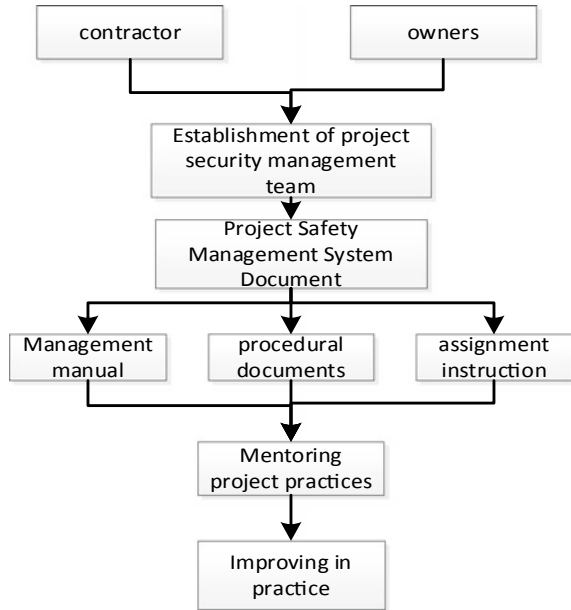 contractor
owners
Establishment of project
security management
team
Project Safety
Management System
Document
Management
manual
procedural
documents
assignment
instruction
Mentoring
project practices
Improving in
practice